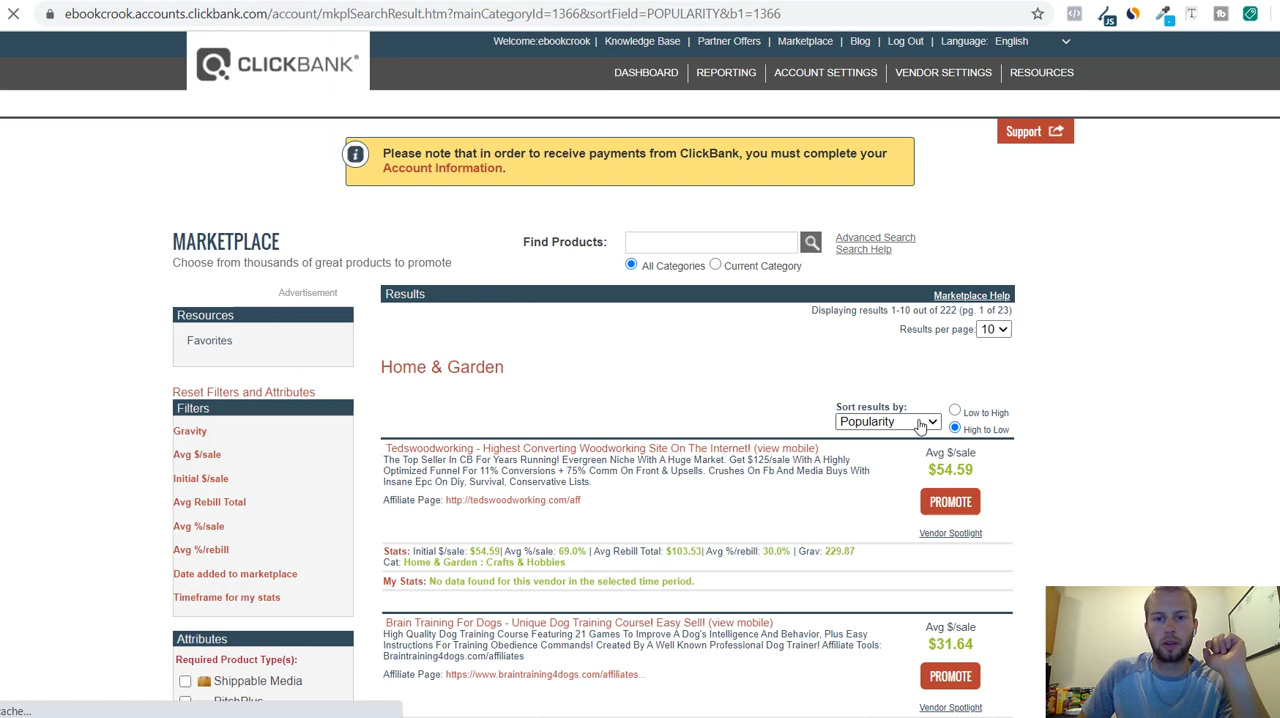 ebookcrook.accounts.clickbank.com/account/mkplSearchResult.htm?mainCategoryId=1366&sortField=POPULARITY&b1=1366
Welcome:ebookcrook | Knowledge Base | Partner Offers | Marketplace | Blog | Log Out | Language: English
CLICKBANK®
DASHBOARD | REPORTING | ACCOUNT SETTINGS | VENDOR SETTINGS | RESOURCES
Support
Please note that in order to receive payments from ClickBank, you must complete your
Account Information.
MARKETPLACE
Choose from thousands of great products to promote
Find Products:
Advanced Search
Search Help
All Categories Current Category
Advertisement
Resources
Favorites
Reset Filters and Attributes
Filters
Gravity
Avg $/sale
Initial $/sale
Avg Rebill Total
Avg %/sale
Avg %/rebill
Date added to marketplace
Timeframe for my stats
Attributes
Required Product Type(s):
Shippable Media
PitchPlus
Results
Marketplace Help
Displaying results 1-10 out of 222 (pg. 1 of 23)
Results per page: 10
Home & Garden
Sort results by:
Popularity
Low to High
High to Low
Tedswoodworking - Highest Converting Woodworking Site On The Internet! (view mobile)
The Top Seller In CB For Years Running! Evergreen Niche With A Huge Market. Get $125/sale With A Highly
Optimized Funnel For 11% Conversions + 75% Comm On Front & Upsells. Crushes On Fb And Media Buys With
Insane Epc On Diy, Survival, Conservative Lists.
Affiliate Page: http://tedswoodworking.com/aff
Avg $/sale
$54.59
PROMOTE
Vendor Spotlight
Stats: Initial $/sale: $54.59| Avg %/sale: 69.0% | Avg Rebill Total: $103.53| Avg %/rebill: 30.0% | Grav: 229.87
Cat: Home & Garden : Crafts & Hobbies
My Stats: No data found for this vendor in the selected time period.
Brain Training For Dogs - Unique Dog Training Course! Easy Sell! (view mobile)
High Quality Dog Training Course Featuring 21 Games To Improve A Dog's Intelligence And Behavior, Plus Easy
Instructions For Training Obedience Commands! Created By A Well Known Professional Dog Trainer! Affiliate Tools:
Braintraining4dogs.com/affiliates
Affiliate Page: https://www.braintraining4dogs.com/affiliates...
Avg $/sale
$31.64
PROMOTE
Vendor Spotlight
ache...